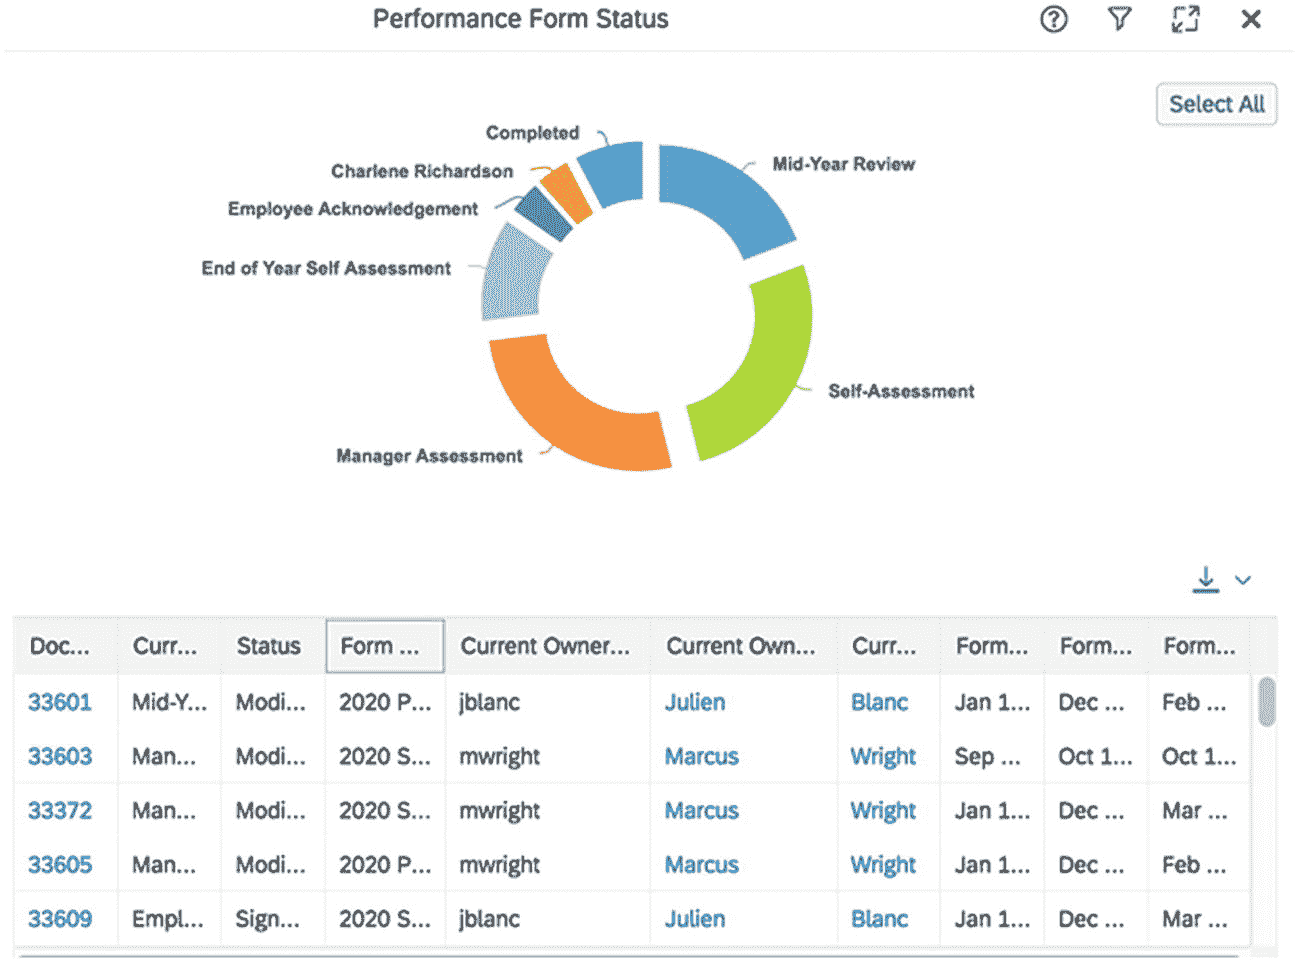 Performance Form Status
Select All
Completed
Mid-Year Review
Charlene Richardson
Employee Acknowledgement
End of Year Self Assessment
Self-Assessment
Manager Assessment
Doc... Curr... Status Form ... Current Owner... Current Own... Curr... Form... Form... Form...
33601 Mid-Y... Modi... 2020 P... jblanc Julien Blanc Jan 1... Dec ... Feb ...
33603 Man... Modi... 2020 S... mwright Marcus Wright Sep ... Oct 1... Oct 1...
33372 Man... Modi... 2020 S... mwright Marcus Wright Jan 1... Dec ... Mar ...
33605 Man... Modi... 2020 P... mwright Marcus Wright Jan 1... Dec ... Feb ...
33609 Empl... Sign... 2020 S... jblanc Julien Blanc Jan 1... Dec ... Mar ...